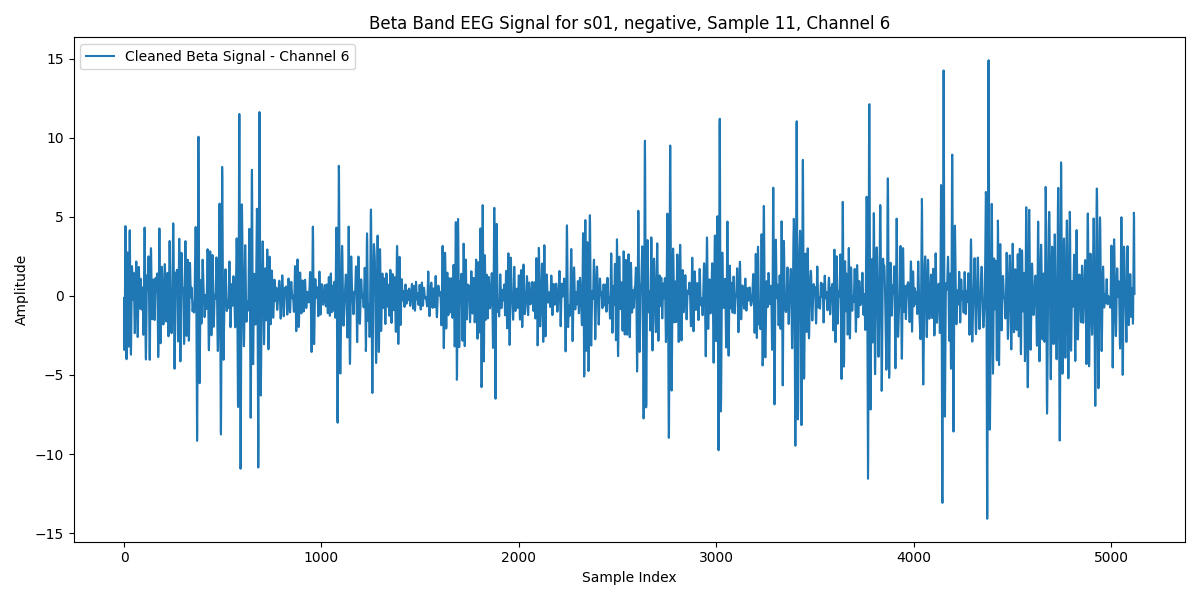 Beta Band EEG Signal for s01, negative, Sample 11, Channel 6
Cleaned Beta Signal - Channel 6
15
10
5
0
−5
−10
−15
Amplitude
0 1000 2000 3000 4000 5000
Sample Index